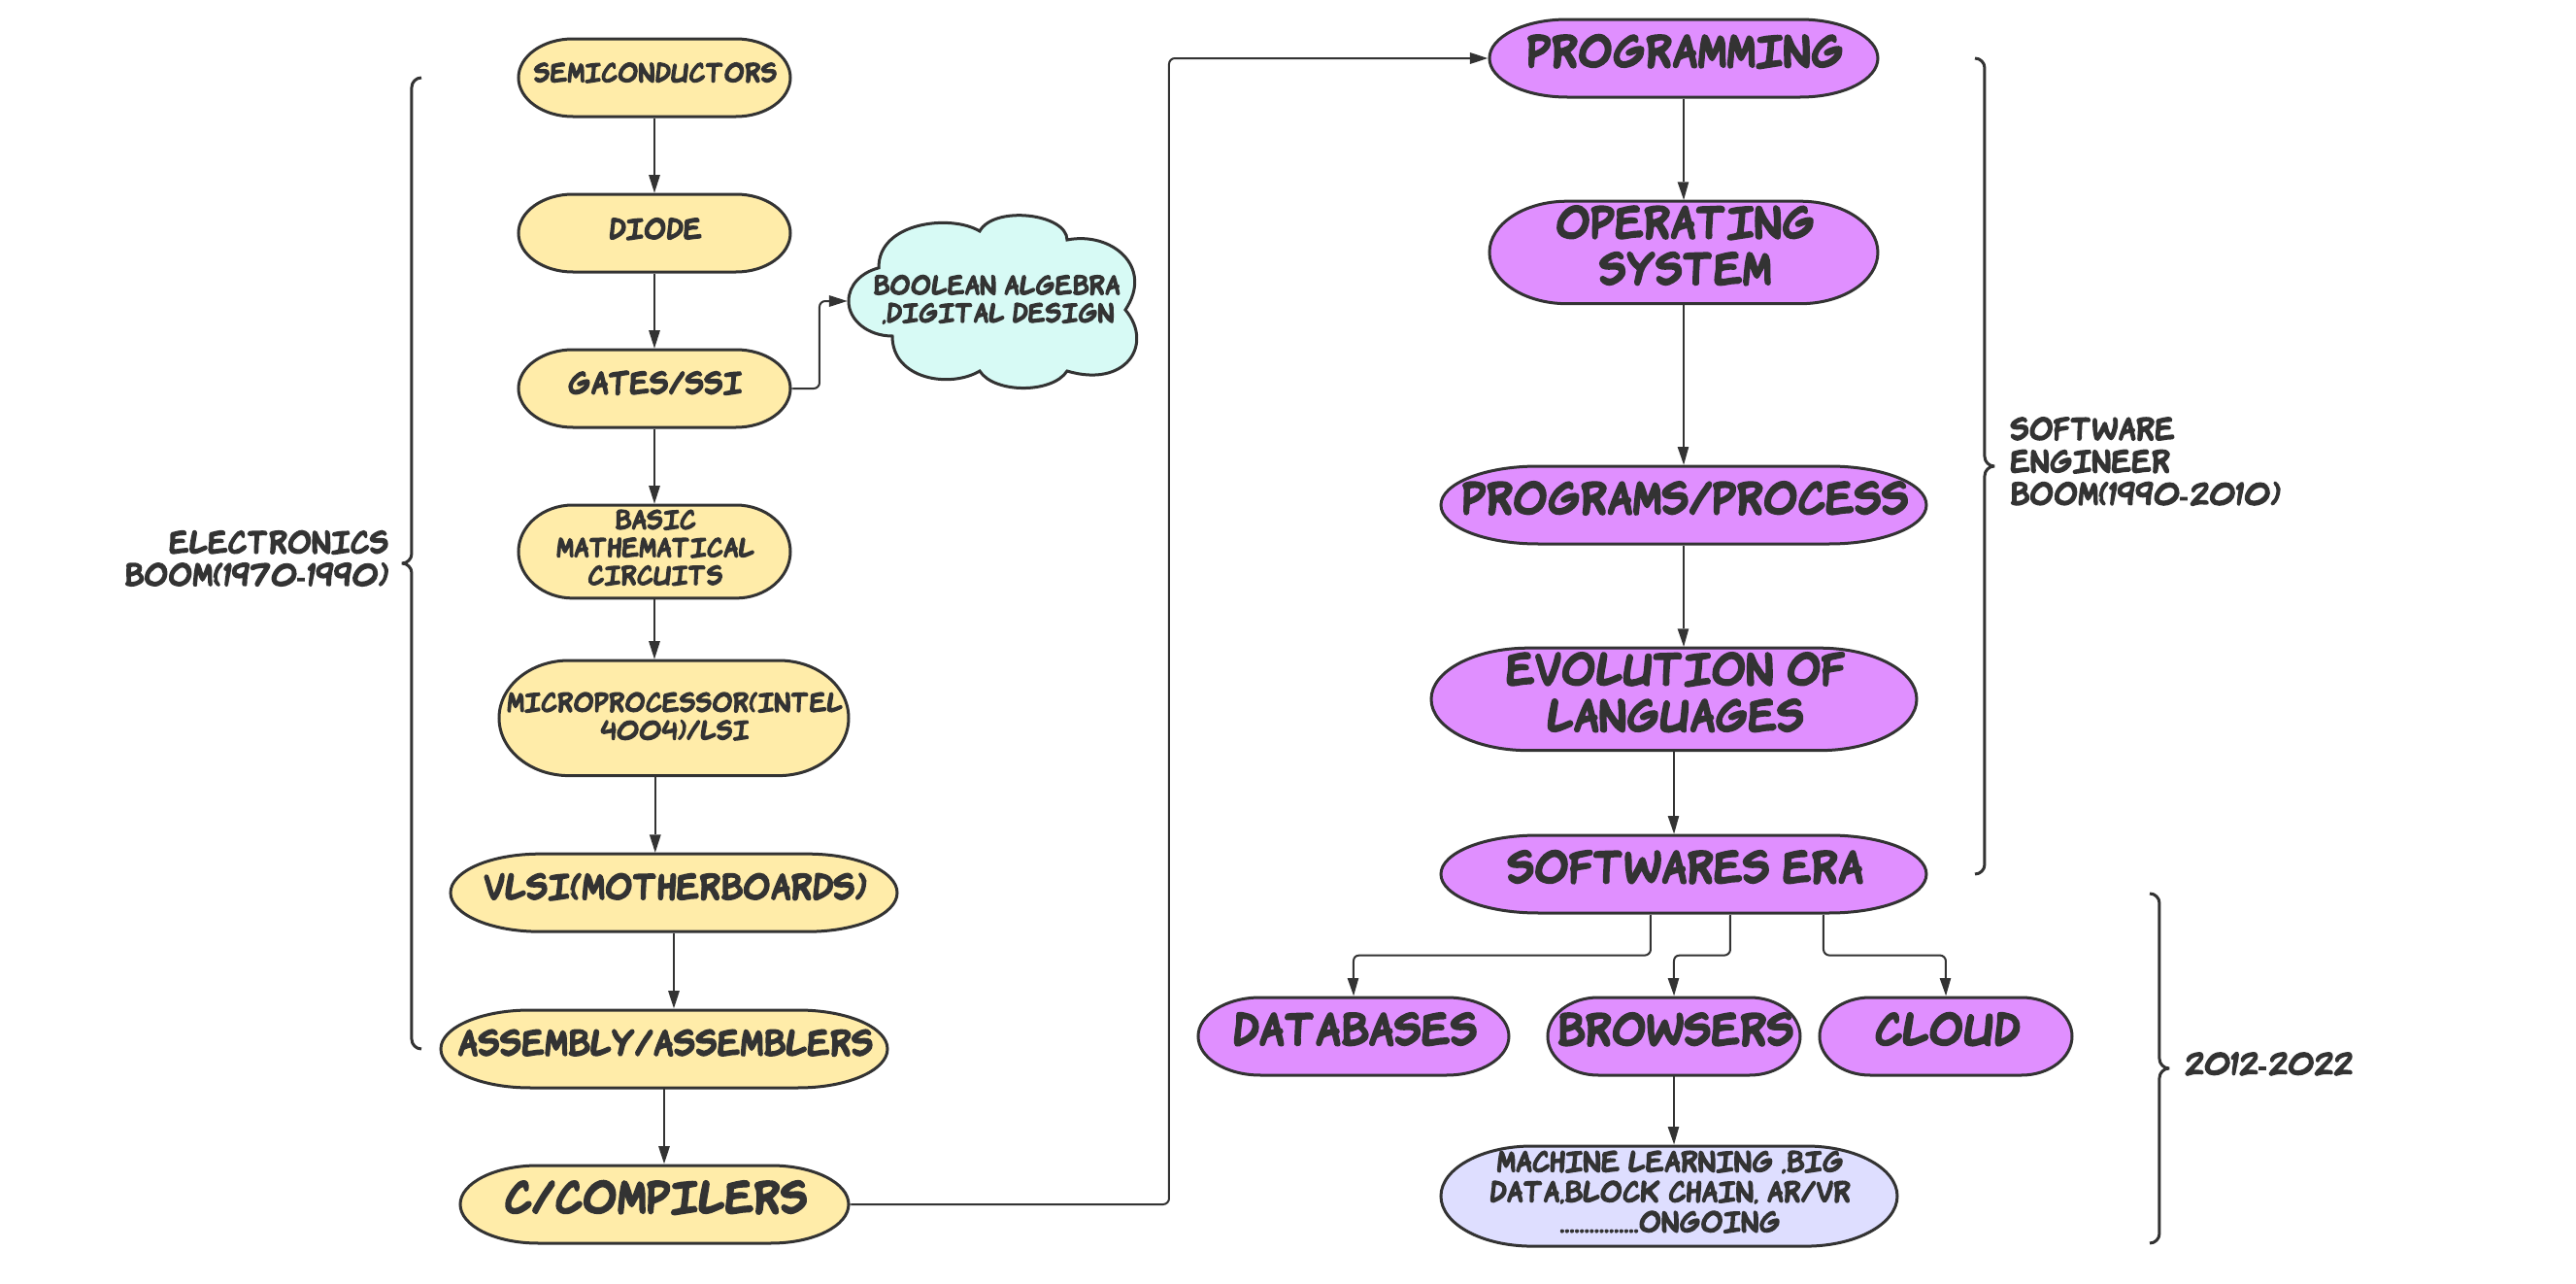 SEMICONDUCTORS
DIODE
BOOLEAN ALGEBRA
,DIGITAL DESIGN
GATES/SSI
BASIC
MATHEMATICAL
CIRCUITS
ELECTRONICS
BOOM(1970-1990)
MICROPROCESSOR(INTEL
4004)/LSI
VLSI(MOTHERBOARDS)
ASSEMBLY/ASSEMBLERS
C/COMPILERS
PROGRAMMING
OPERATING
SYSTEM
PROGRAMS/PROCESS
SOFTWARE
ENGINEER
BOOM(1990-2010)
EVOLUTION OF
LANGUAGES
SOFTWARES ERA
DATABASES
BROWSERS
CLOUD
2012-2022
MACHINE LEARNING ,BIG
DATA,BLOCK CHAIN, AR/VR
.................ONGOING